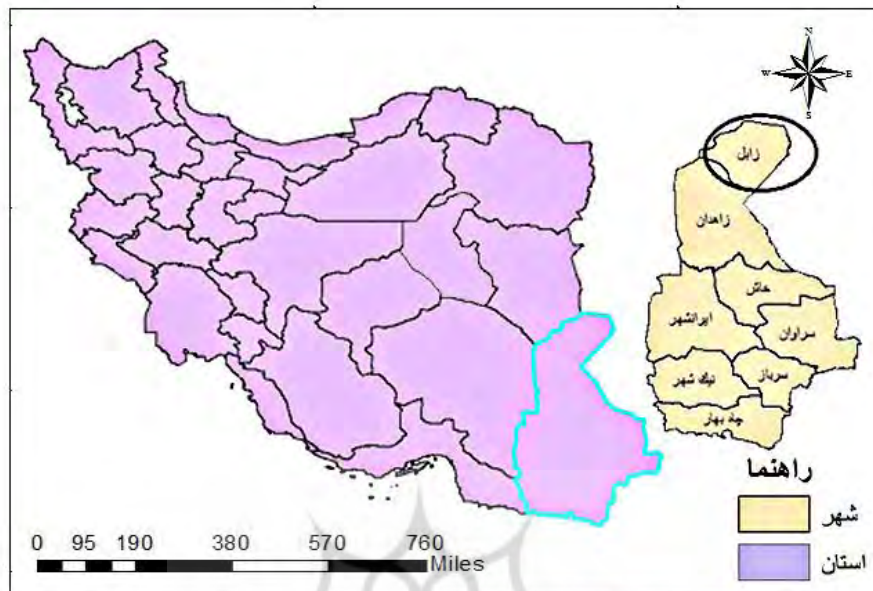 N
W E
S
زابل
زاهدان
خاش
ایرانشهر
سراوان
نیک شهر
سرباز
چاه بهار
راهنما
شهر
استان
0 95 190 380 570 760
Miles